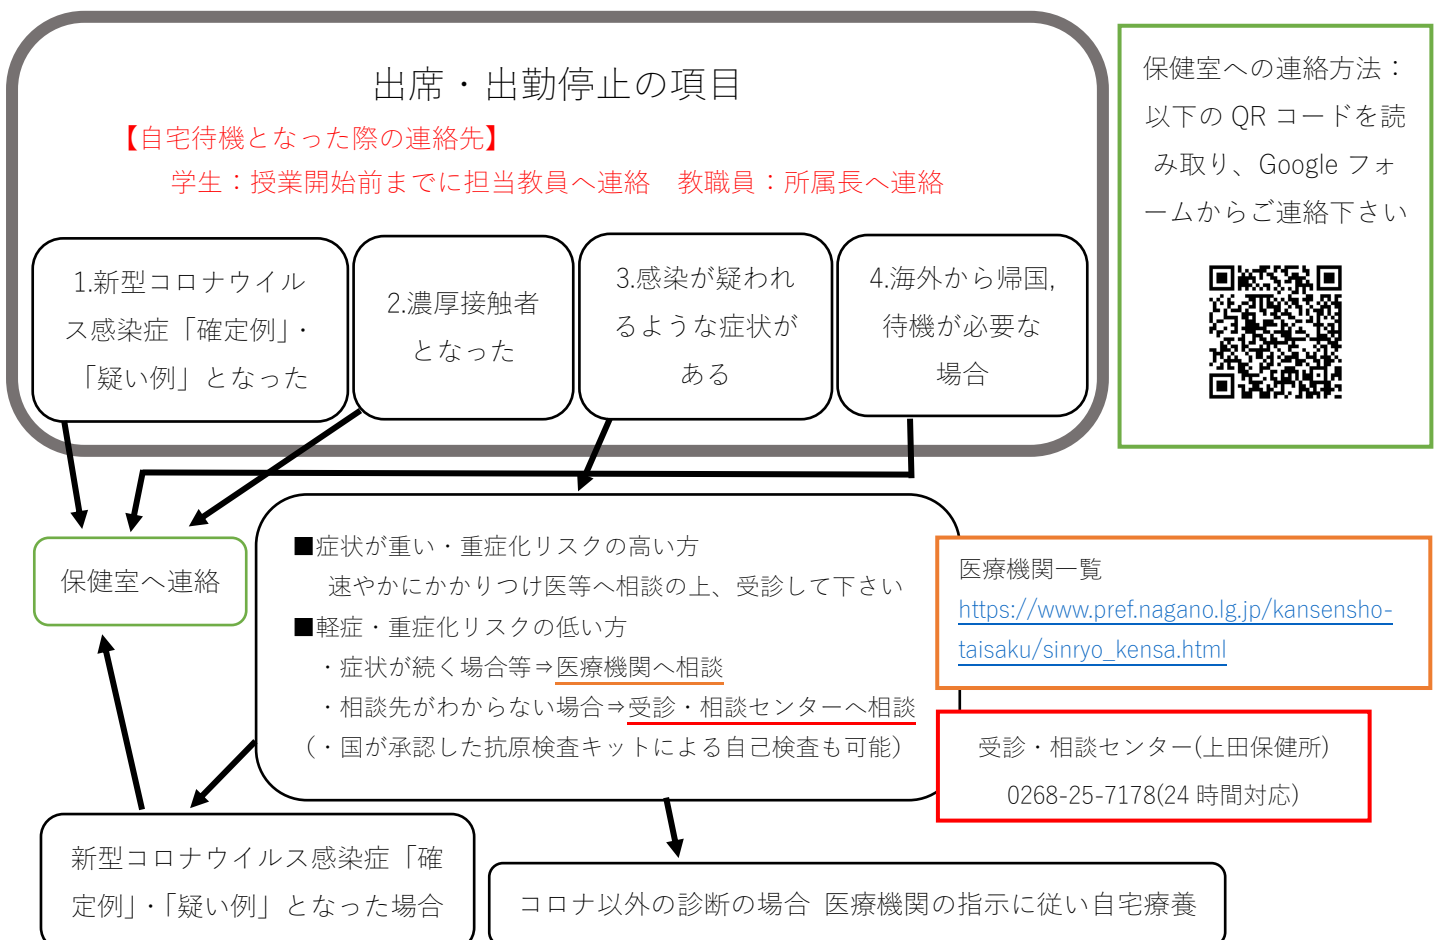 出席・出勤停止の項目
【自宅待機となった際の連絡先】
学生：授業開始前までに担当教員へ連絡　教職員：所属長へ連絡
1.新型コロナウイル
ス感染症「確定例」・
「疑い例」となった
2.濃厚接触者
となった
3.感染が疑われ
るような症状が
ある
4.海外から帰国,
待機が必要な
場合
保健室への連絡方法：
以下の QR コードを読
み取り、Google フォ
ームからご連絡下さい
保健室へ連絡
■症状が重い・重症化リスクの高い方
速やかにかかりつけ医等へ相談の上、受診して下さい
■軽症・重症化リスクの低い方
・症状が続く場合等⇒医療機関へ相談
・相談先がわからない場合⇒受診・相談センターへ相談
（・国が承認した抗原検査キットによる自己検査も可能）
医療機関一覧
https://www.pref.nagano.lg.jp/kansensho-
taisaku/sinryo_kensa.html
受診・相談センター(上田保健所)
0268-25-7178(24 時間対応)
新型コロナウイルス感染症「確
定例」・「疑い例」となった場合
コロナ以外の診断の場合 医療機関の指示に従い自宅療養